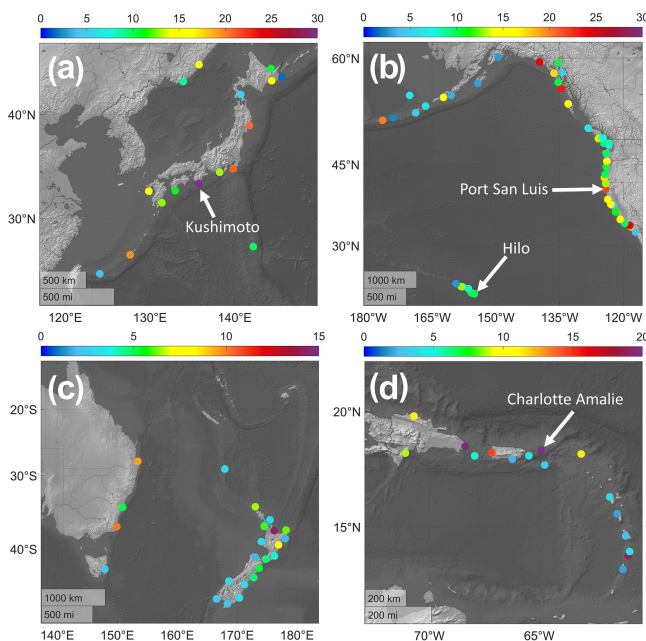 0 5 10 15 20 25 30
0 5 10 15 20 25 30
(a)
40°N
30°N
Kushimoto
500 km
500 mi
120°E 130°E 140°E
(b)
60°N
45°N
30°N
Port San Luis
Hilo
1000 km
500 mi
180°W 165°W 150°W 135°W 120°W
0 5 10 15
0 5 10 15 20
(c)
20°S
30°S
40°S
1000 km
500 mi
140°E 150°E 160°E 170°E 180°E
(d)
Charlotte Amalie
20°N
15°N
200 km
200 mi
70°W 65°W